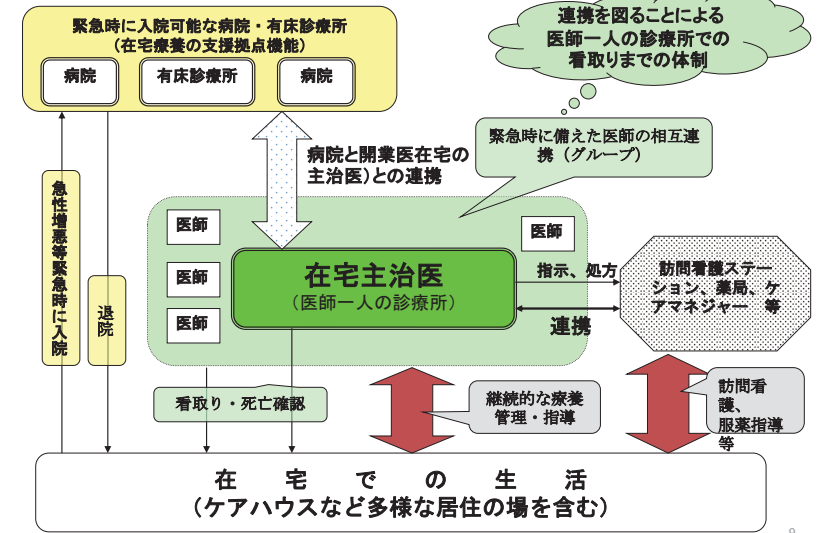 緊急時に入院可能な病院・有床診療所
(在宅療養の支援拠点機能)
病院
有床診療所
病院
連携を図ることによる
医師一人の診療所での
看取りまでの体制
緊急時に備えた医師の相互連
携（グループ）
病院と開業医在宅の
主治医)との連携
急性増悪等緊急時に入院
退院
医師
医師
医師
医師
在宅主治医
（医師一人の診療所）
指示、処方
連携
訪問看護ステー
ション、薬局、ケ
アマネジャー　等
看取り・死亡確認
継続的な療養
管理・指導
訪問看
護、
服薬指導
等
在　宅　で　の　生　活
（ケアハウスなど多様な居住の場を含む）
9